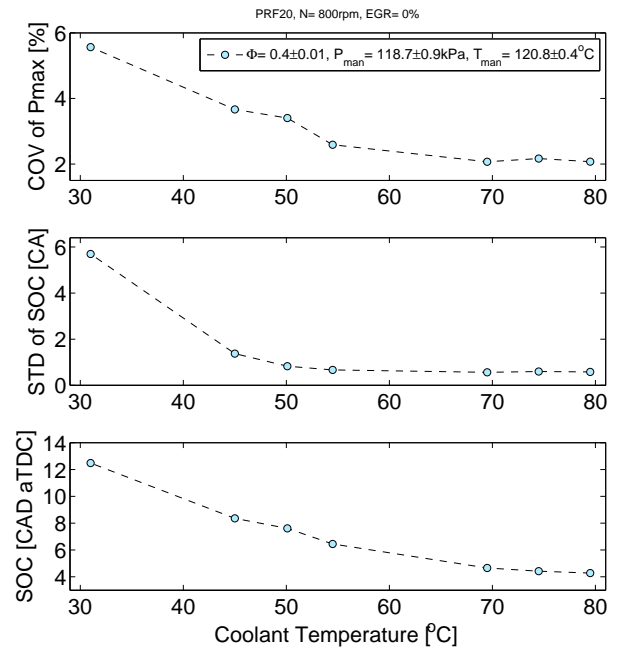 PRF20, N= 800rpm, EGR= 0%
6
4
2
COV of Pmax [%]
Φ= 0.4±0.01, Pman= 118.7±0.9kPa, Tman= 120.8±0.4°C
30 40 50 60 70 80
6
4
2
0
STD of SOC [CA]
30 40 50 60 70 80
14
12
10
8
6
4
SOC [CAD aTDC]
30 40 50 60 70 80
Coolant Temperature [°C]